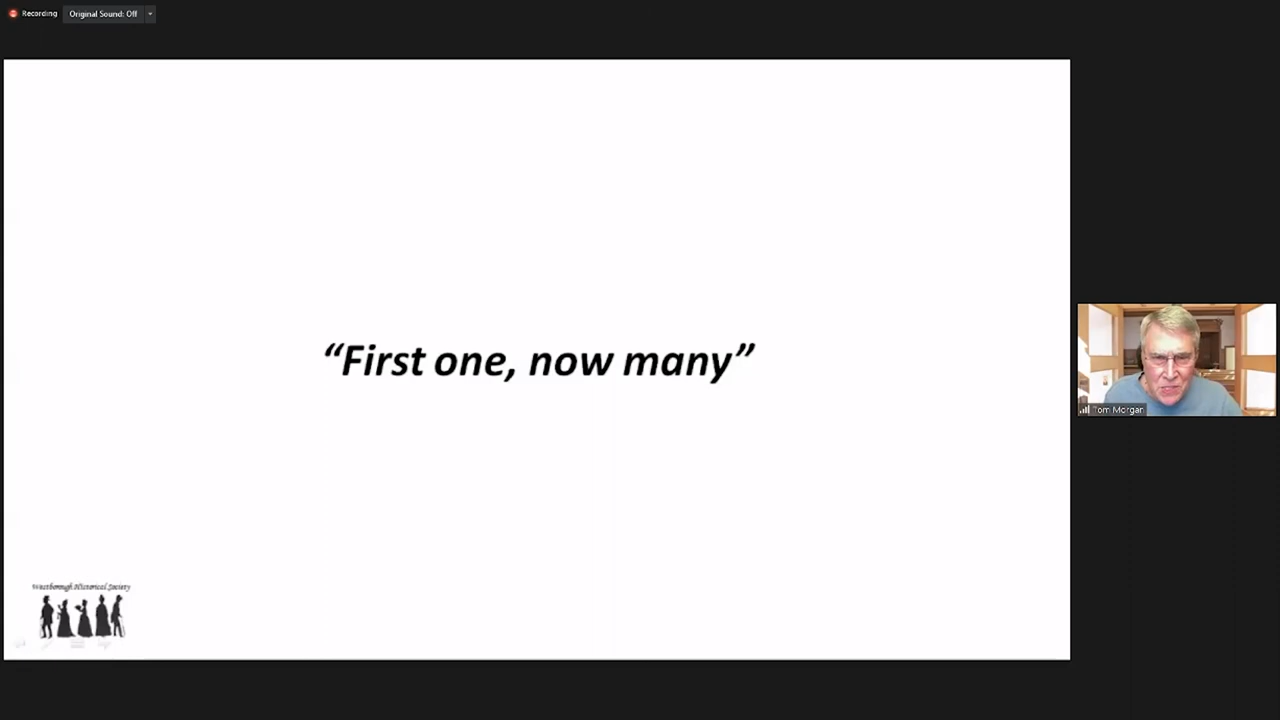 Recording
Original Sound: Off
“First one, now many”
Westborough Historical Society
Tom Morgan